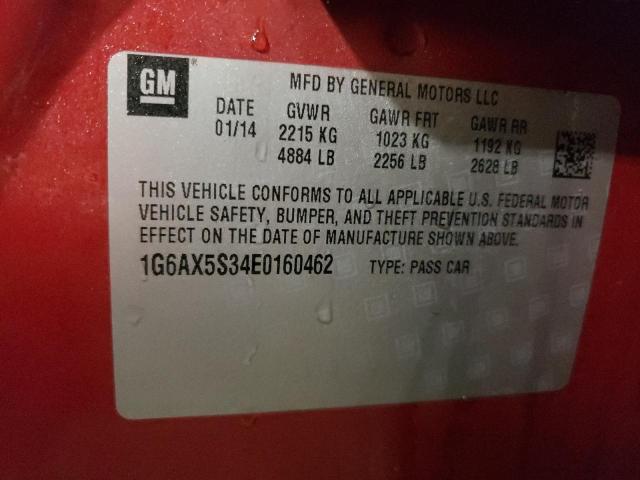 GM
MFD BY GENERAL MOTORS LLC
DATE GVWR GAWR FRT GAWR RR
01/14 2215 KG 1023 KG 1192 KG
4884 LB 2256 LB 2628 LB
THIS VEHICLE CONFORMS TO ALL APPLICABLE U.S. FEDERAL MOTOR
VEHICLE SAFETY, BUMPER, AND THEFT PREVENTION STANDARDS IN
EFFECT ON THE DATE OF MANUFACTURE SHOWN ABOVE.
1G6AX5S34E0160462 TYPE: PASS CAR